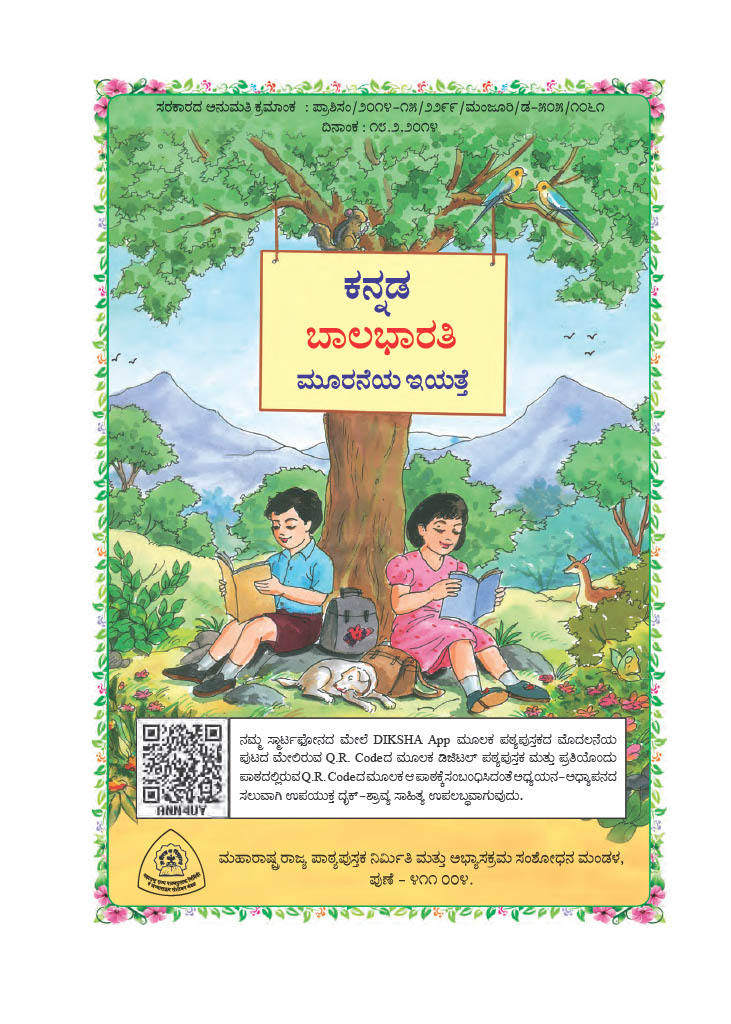 ಸರಕಾರದ ಅನುಮತಿ ಕ್ರಮಾಂಕ : ಪ್ರಾಶಿಸಂ/೨೦೧೪-೧೫/೨೨೯೯/ಮಂಜೂರಿ/ಡ-೫೦೫/೧೦೬೧
ದಿನಾಂಕ : ೧೮.೨.೨೦೧೪
ಕನ್ನಡ
ಬಾಲಭಾರತಿ
ಮೂರನೆಯ ಇಯತ್ತೆ
ನಮ್ಮ ಸ್ಮಾರ್ಟಫೋನದ ಮೇಲೆ DIKSHA App ಮೂಲಕ ಪಠ್ಯಪುಸ್ತಕದ ಮೊದಲನೆಯ
ಪುಟದ ಮೇಲಿರುವ Q.R. Codeದ ಮೂಲಕ ಡಿಜಿಟಲ್ ಪಠ್ಯಪುಸ್ತಕ ಮತ್ತು ಪ್ರತಿಯೊಂದು
ಪಾಠದಲ್ಲಿರುವ Q.R. Codeದ ಮೂಲಕ ಆ ಪಾಠಕ್ಕೆ ಸಂಬಂಧಿಸಿದಂತೆ ಅಧ್ಯಯನ-ಅಧ್ಯಾಪನದ
ಸಲುವಾಗಿ ಉಪಯುಕ್ತ ದೃಕ್-ಶ್ರಾವ್ಯ ಸಾಹಿತ್ಯ ಉಪಲಬ್ಧವಾಗುವುದು.
ANN4UY
ಮಹಾರಾಷ್ಟ್ರ ರಾಜ್ಯ ಪಾಠ್ಯಪುಸ್ತಕ ನಿರ್ಮಿತಿ ಮತ್ತು ಅಭ್ಯಾಸಕ್ರಮ ಸಂಶೋಧನ ಮಂಡಳ,
ಪುಣೆ - ೪೧೧ ೦೦೪.